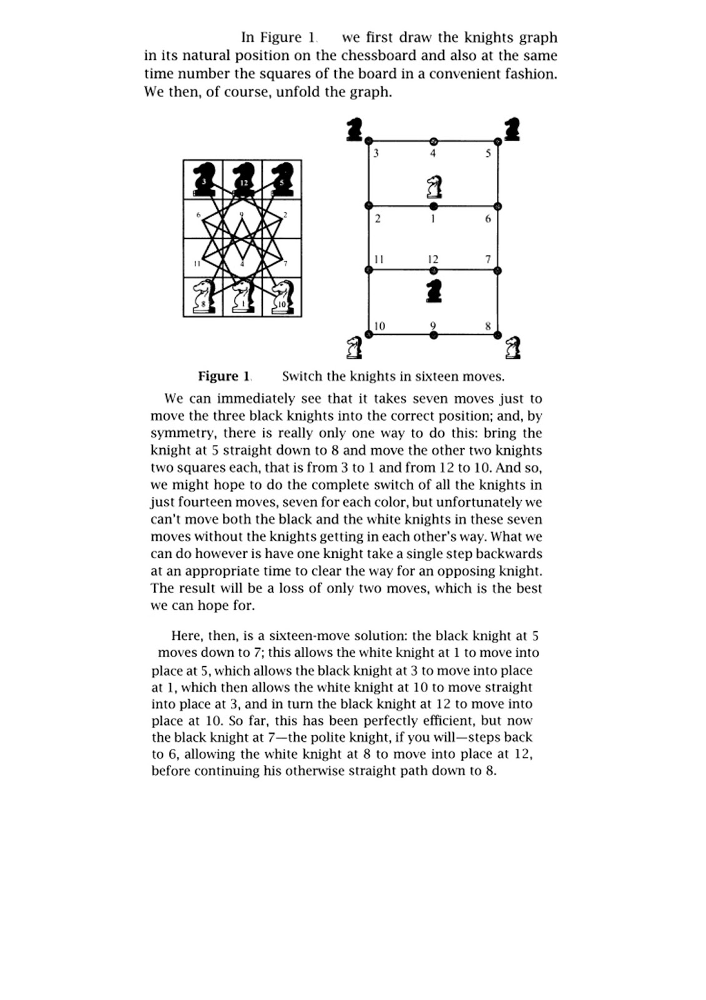 In Figure 1. we first draw the knights graph
in its natural position on the chessboard and also at the same
time number the squares of the board in a convenient fashion.
We then, of course, unfold the graph.
3 12 5
6 9 2
11 4 7
8 1 10
3 4 5
2 1 6
11 12 7
10 9 8
Figure 1. Switch the knights in sixteen moves.
We can immediately see that it takes seven moves just to
move the three black knights into the correct position; and, by
symmetry, there is really only one way to do this: bring the
knight at 5 straight down to 8 and move the other two knights
two squares each, that is from 3 to 1 and from 12 to 10. And so,
we might hope to do the complete switch of all the knights in
just fourteen moves, seven for each color, but unfortunately we
can't move both the black and the white knights in these seven
moves without the knights getting in each other's way. What we
can do however is have one knight take a single step backwards
at an appropriate time to clear the way for an opposing knight.
The result will be a loss of only two moves, which is the best
we can hope for.
Here, then, is a sixteen-move solution: the black knight at 5
moves down to 7; this allows the white knight at 1 to move into
place at 5, which allows the black knight at 3 to move into place
at 1, which then allows the white knight at 10 to move straight
into place at 3, and in turn the black knight at 12 to move into
place at 10. So far, this has been perfectly efficient, but now
the black knight at 7—the polite knight, if you will—steps back
to 6, allowing the white knight at 8 to move into place at 12,
before continuing his otherwise straight path down to 8.